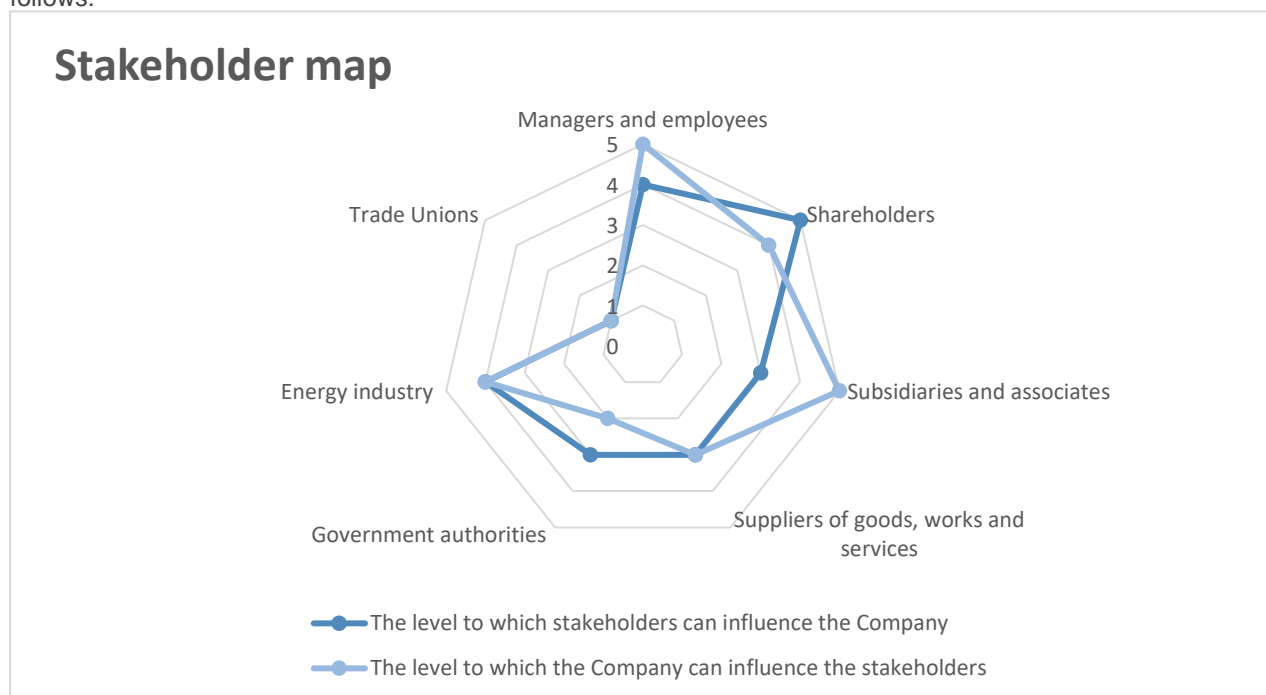 follows:
Stakeholder map
Managers and employees
5
4
3
2
1
0
Trade Unions
Shareholders
Energy industry
Subsidiaries and associates
Government authorities
Suppliers of goods, works and
services
The level to which stakeholders can influence the Company
The level to which the Company can influence the stakeholders